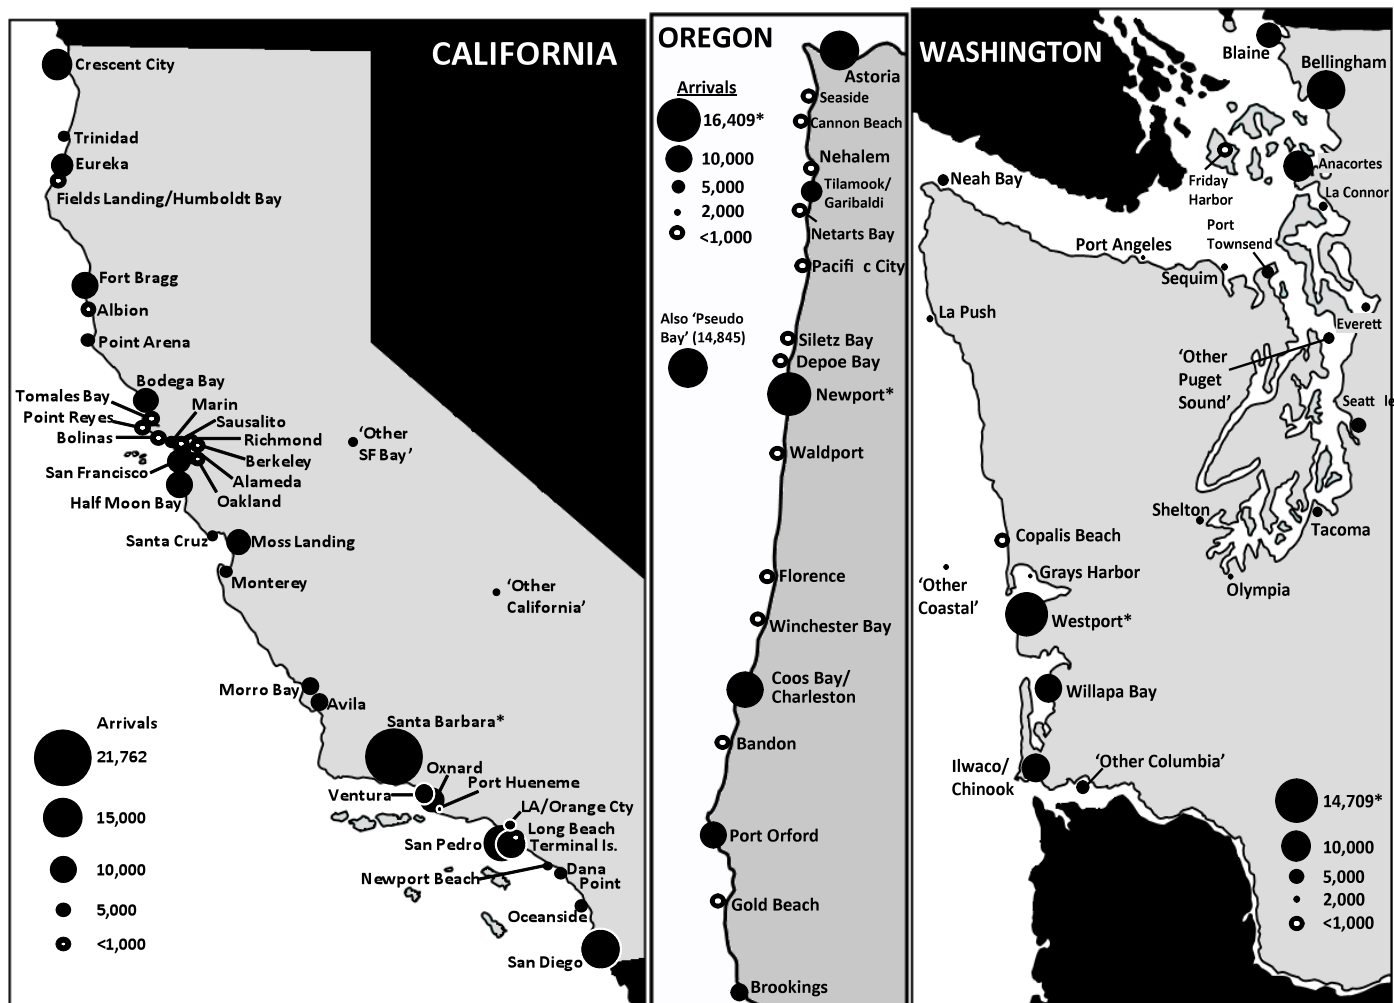 CALIFORNIA
Crescent City
Trinidad
Eureka
Fields Landing/Humboldt Bay
Fort Bragg
Albion
Point Arena
Bodega Bay
Tomales Bay
Marin
Point Reyes
Sausalito
Bolinas
Richmond
Berkeley
San Francisco
Alameda
Half Moon Bay
Oakland
‘Other
SF Bay’
Santa Cruz
Moss Landing
Monterey
‘Other
California’
Morro Bay
Avila
Santa Barbara*
Oxnard
Port Hueneme
Ventura
LA/Orange Cty
Long Beach
San Pedro
Terminal Is.
Newport Beach
Dana
Point
Oceanside
San Diego
Arrivals
21,762
15,000
10,000
5,000
<1,000
OREGON
Arrivals
16,409*
10,000
5,000
2,000
<1,000
Also ‘Pseudo
Bay’ (14,845)
Astoria
Seaside
Cannon Beach
Nehalem
Tilamook/
Garibaldi
Netarts Bay
Pacifi c City
Siletz Bay
Depoe Bay
Newport*
Waldport
Florence
Winchester Bay
Coos Bay/
Charleston
Bandon
Port Orford
Gold Beach
Brookings
WASHINGTON
Blaine
Bellingham
Anacortes
Friday
Harbor
La Connor
Neah Bay
Port
Townsend
Port Angeles
Sequim
La Push
Everett
‘Other
Puget
Sound’
Seatt le
Shelton
Tacoma
Olympia
Copalis Beach
Grays Harbor
‘Other
Coastal’
Westport*
Willapa Bay
Ilwaco/
Chinook
‘Other Columbia’
14,709*
10,000
5,000
2,000
<1,000